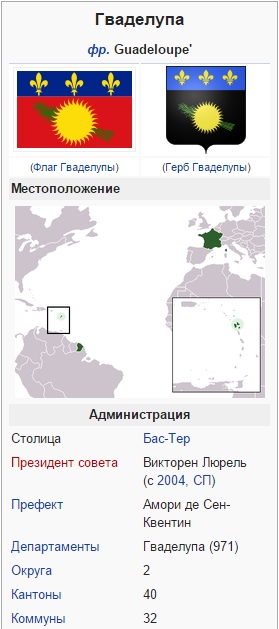 Гваделупа
фр. Guadeloupe'
(Флаг Гваделупы) (Герб Гваделупы)
Местоположение
Администрация
Столица Бас-Тер
Президент совета Викторен Люрель
(с 2004, СП)
Префект Амори де Сен-
Квентин
Департаменты Гваделупа (971)
Округа 2
Кантоны 40
Коммуны 32